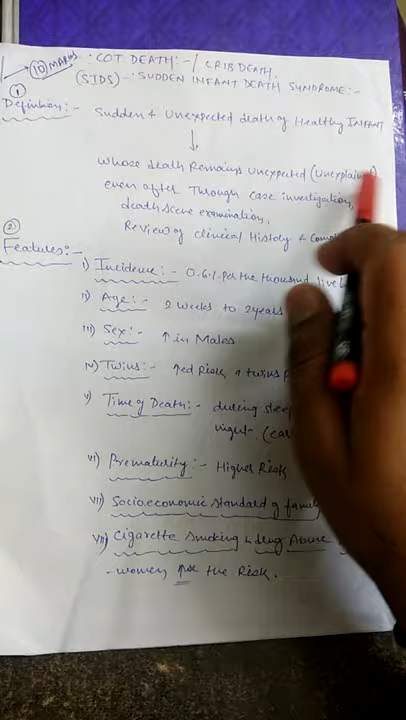 10 MARKS : COT DEATH :- / CRIB DEATH.
(SIDS) :- SUDDEN INFANT DEATH SYNDROME :-
① Definition :- Sudden & Unexpected death of Healthy INFANT
↓
whose death Remains unexpected (Unexplained)
even after Through case investigation,
death scene examination,
Review of clinical History &
② Features :-
i) Incidence :- 0.6% per the thousand live
ii) Age :- 2 weeks to 2 years
iii) Sex :- ↑ in Males
iv) Twins :- ↑ed Risk, a twins
v) Time of Death :- during sleep
night.
vi) Prematurity :- Higher Risk
vii) Socioeconomic standard of family
vii) Cigarette smoking & drug Abuse
- women ↑se the Risk.